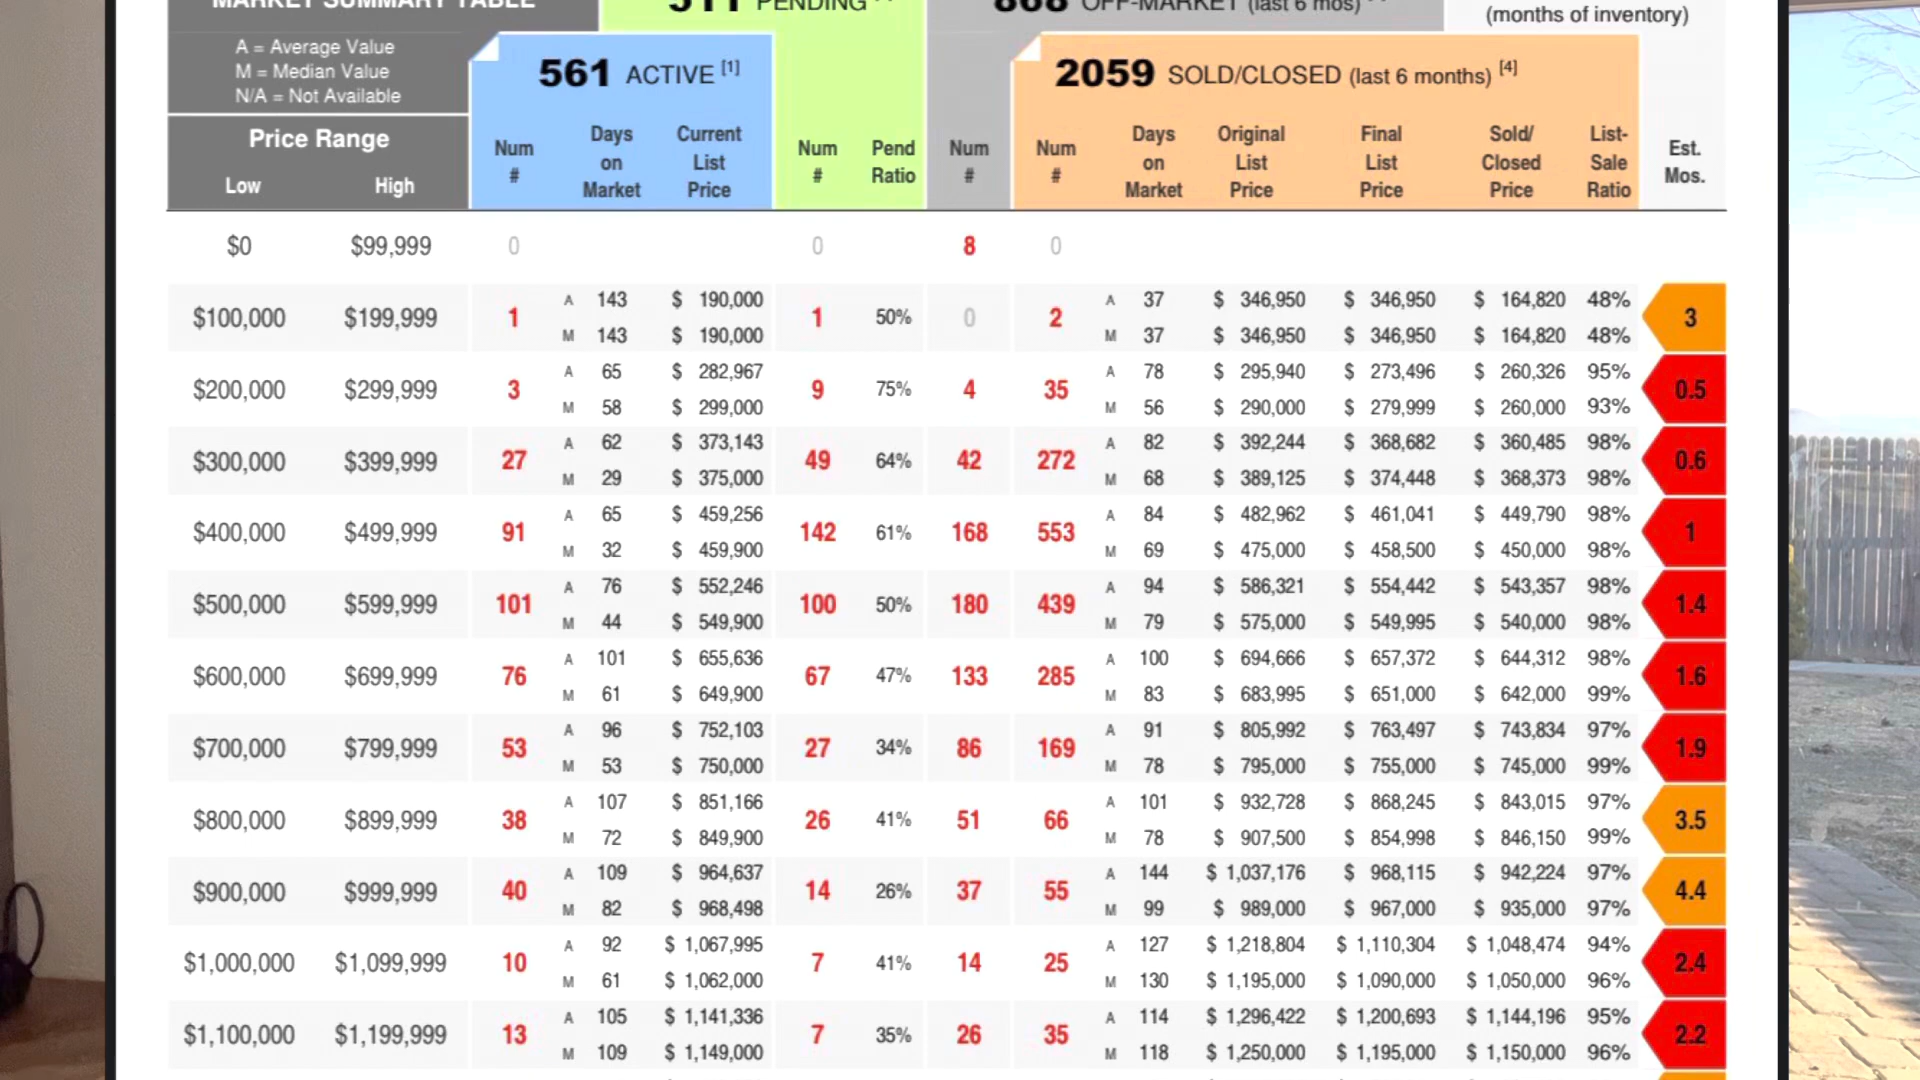 MARKET SUMMARY TABLE
511 PENDING
868 OFF-MARKET (last 6 mos)
(months of inventory)
A = Average Value
M = Median Value
N/A = Not Available
561 ACTIVE [1]
2059 SOLD/CLOSED (last 6 months) [4]
Price Range
Low High
Num #
Days on Market
Current List Price
Num #
Pend Ratio
Num #
Num #
Days on Market
Original List Price
Final List Price
Sold/ Closed Price
List- Sale Ratio
Est. Mos.
$0 $99,999 0 0 8 0
A 143 $ 190,000 A 37 $ 346,950 $ 346,950 $ 164,820 48%
$100,000 $199,999 1 1 50% 0 2 3
M 143 $ 190,000 M 37 $ 346,950 $ 346,950 $ 164,820 48%
A 65 $ 282,967 A 78 $ 295,940 $ 273,496 $ 260,326 95%
$200,000 $299,999 3 9 75% 4 35 0.5
M 58 $ 299,000 M 56 $ 290,000 $ 279,999 $ 260,000 93%
A 62 $ 373,143 A 82 $ 392,244 $ 368,682 $ 360,485 98%
$300,000 $399,999 27 49 64% 42 272 0.6
M 29 $ 375,000 M 68 $ 389,125 $ 374,448 $ 368,373 98%
A 65 $ 459,256 A 84 $ 482,962 $ 461,041 $ 449,790 98%
$400,000 $499,999 91 142 61% 168 553 1
M 32 $ 459,900 M 69 $ 475,000 $ 458,500 $ 450,000 98%
A 76 $ 552,246 A 94 $ 586,321 $ 554,442 $ 543,357 98%
$500,000 $599,999 101 100 50% 180 439 1.4
M 44 $ 549,900 M 79 $ 575,000 $ 549,995 $ 540,000 98%
A 101 $ 655,636 A 100 $ 694,666 $ 657,372 $ 644,312 98%
$600,000 $699,999 76 67 47% 133 285 1.6
M 61 $ 649,900 M 83 $ 683,995 $ 651,000 $ 642,000 99%
A 96 $ 752,103 A 91 $ 805,992 $ 763,497 $ 743,834 97%
$700,000 $799,999 53 27 34% 86 169 1.9
M 53 $ 750,000 M 78 $ 795,000 $ 755,000 $ 745,000 99%
A 107 $ 851,166 A 101 $ 932,728 $ 868,245 $ 843,015 97%
$800,000 $899,999 38 26 41% 51 66 3.5
M 72 $ 849,900 M 78 $ 907,500 $ 854,998 $ 846,150 99%
A 109 $ 964,637 A 144 $ 1,037,176 $ 968,115 $ 942,224 97%
$900,000 $999,999 40 14 26% 37 55 4.4
M 82 $ 968,498 M 99 $ 989,000 $ 967,000 $ 935,000 97%
A 92 $ 1,067,995 A 127 $ 1,218,804 $ 1,110,304 $ 1,048,474 94%
$1,000,000 $1,099,999 10 7 41% 14 25 2.4
M 61 $ 1,062,000 M 130 $ 1,195,000 $ 1,090,000 $ 1,050,000 96%
A 105 $ 1,141,336 A 114 $ 1,296,422 $ 1,200,693 $ 1,144,196 95%
$1,100,000 $1,199,999 13 7 35% 26 35 2.2
M 109 $ 1,149,000 M 118 $ 1,250,000 $ 1,195,000 $ 1,150,000 96%